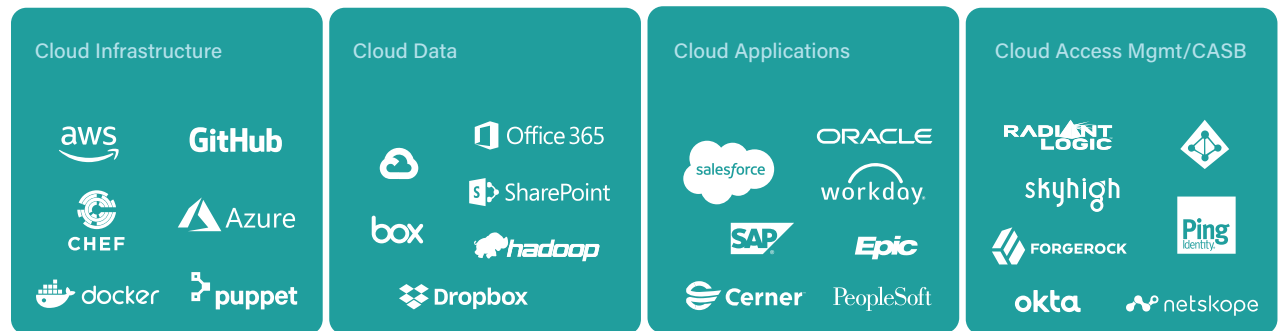 Cloud Infrastructure
aws
GitHub
CHEF
Azure
docker
puppet
Cloud Data
Office 365
S SharePoint
box
hadoop
Dropbox
Cloud Applications
ORACLE
salesforce
workday.
SAP
Epic
Cerner
PeopleSoft
Cloud Access Mgmt/CASB
RADIANT
LOGIC
skyhigh
Ping
Identity.
FORGEROCK
okta
netskope